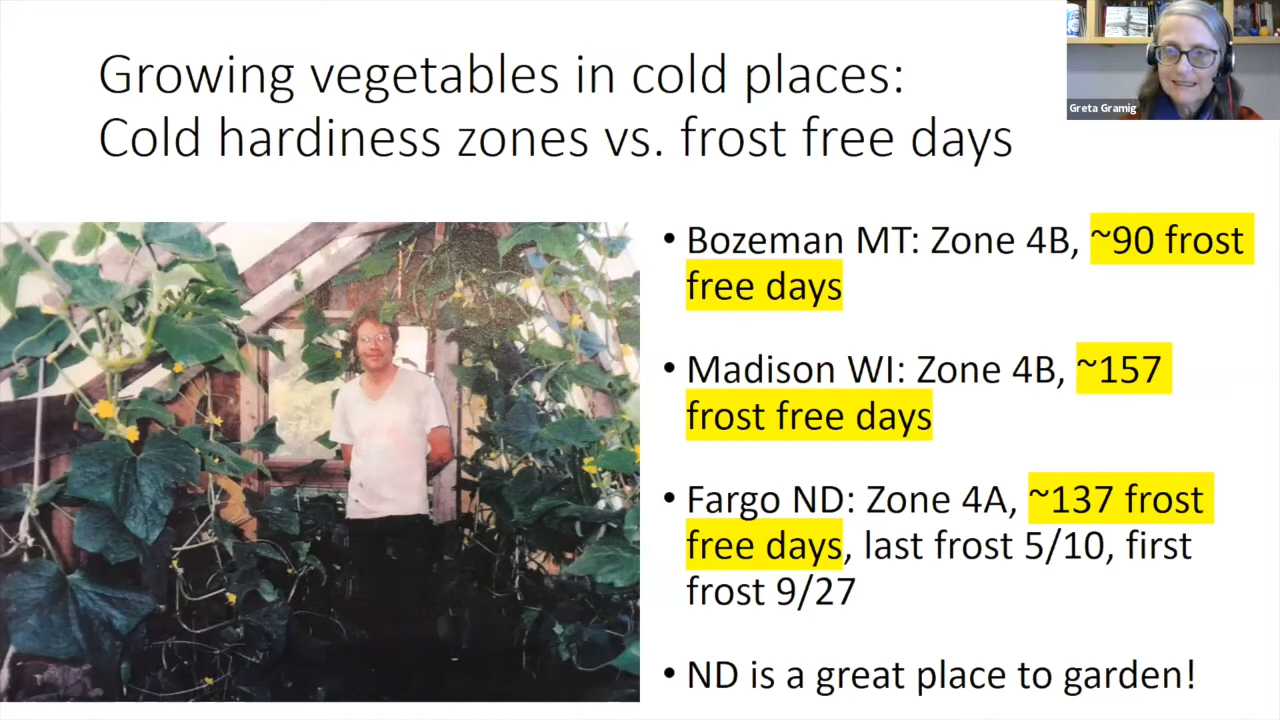 Growing vegetables in cold places:
Cold hardiness zones vs. frost free days
Greta Gramig
• Bozeman MT: Zone 4B, ~90 frost
free days
• Madison WI: Zone 4B, ~157
frost free days
• Fargo ND: Zone 4A, ~137 frost
free days, last frost 5/10, first
frost 9/27
• ND is a great place to garden!